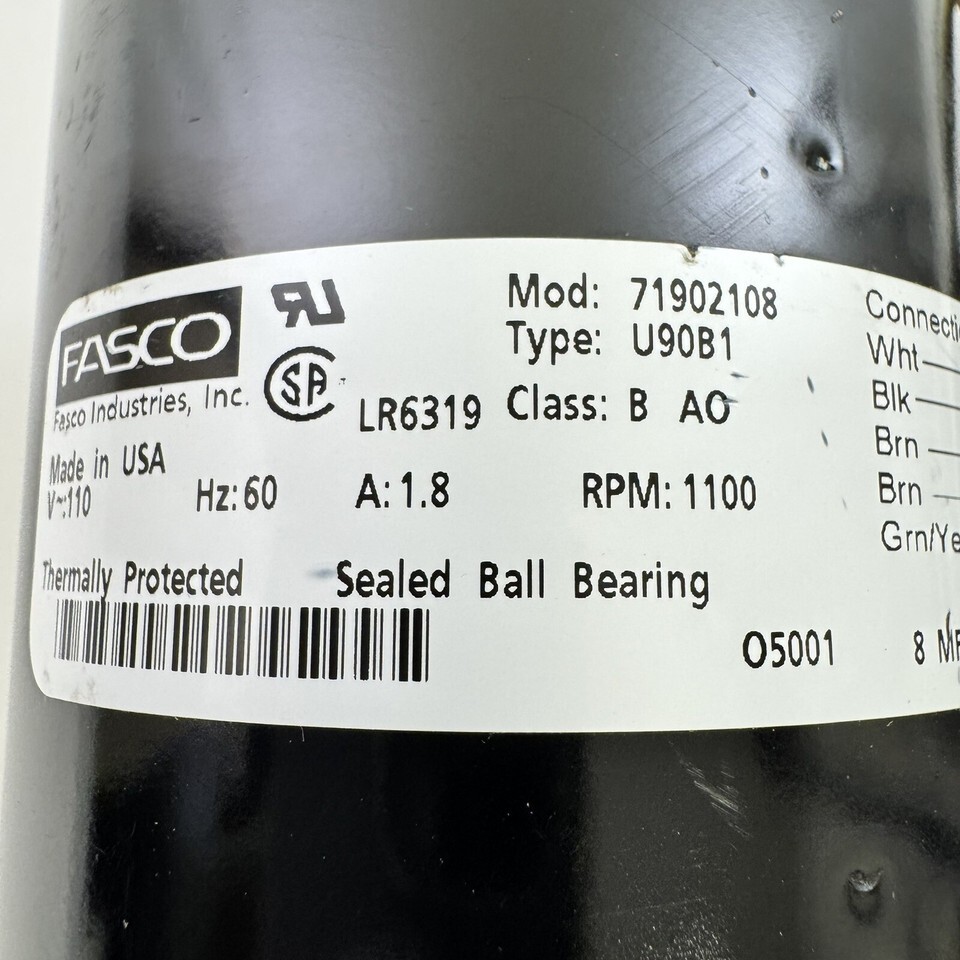 FASCO
Fasco Industries, Inc.
Made in USA
LR6319
Mod: 71902108
Type: U90B1
Class: B AO
V~:110 Hz:60 A:1.8 RPM:1100
Thermally Protected Sealed Ball Bearing
O5001 8
Wht
Blk
Brn
Brn